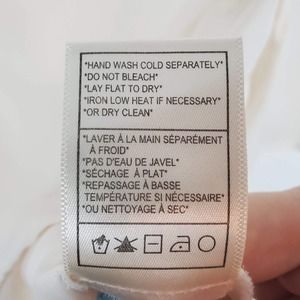 *HAND WASH COLD SEPARATELY*
*DO NOT BLEACH*
*LAY FLAT TO DRY*
*IRON LOW HEAT IF NECESSARY*
*OR DRY CLEAN*
*LAVER À LA MAIN SÉPARÉMENT
À FROID*
*PAS D'EAU DE JAVEL*
*SÉCHAGE À PLAT*
*REPASSAGE À BASSE
TEMPÉRATURE SI NÉCESSAIRE*
*OU NETTOYAGE À SEC*